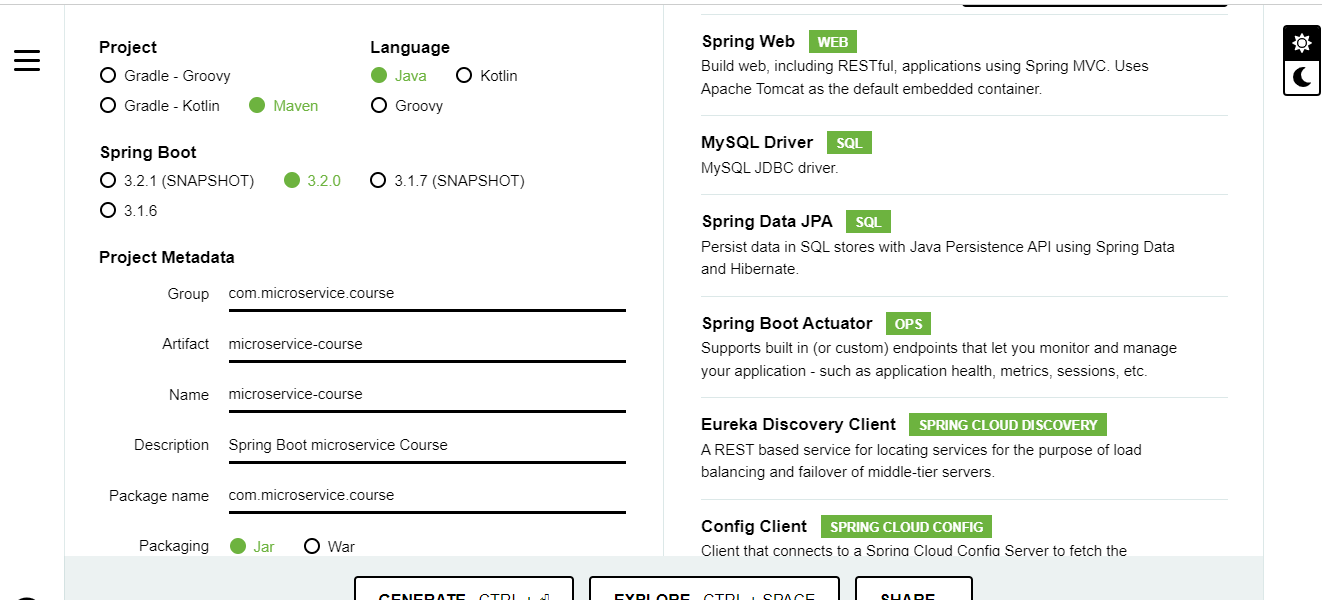 Project
Gradle - Groovy
Gradle - Kotlin Maven
Language
Java Kotlin
Groovy
Spring Boot
3.2.1 (SNAPSHOT) 3.2.0 3.1.7 (SNAPSHOT)
3.1.6
Project Metadata
Group com.microservice.course
Artifact microservice-course
Name microservice-course
Description Spring Boot microservice Course
Package name com.microservice.course
Packaging Jar War
Spring Web WEB
Build web, including RESTful, applications using Spring MVC. Uses
Apache Tomcat as the default embedded container.
MySQL Driver SQL
MySQL JDBC driver.
Spring Data JPA SQL
Persist data in SQL stores with Java Persistence API using Spring Data
and Hibernate.
Spring Boot Actuator OPS
Supports built in (or custom) endpoints that let you monitor and manage
your application - such as application health, metrics, sessions, etc.
Eureka Discovery Client SPRING CLOUD DISCOVERY
A REST based service for locating services for the purpose of load
balancing and failover of middle-tier servers.
Config Client SPRING CLOUD CONFIG
Client that connects to a Spring Cloud Config Server to fetch the
GENERATE CTRL + ⏎
EXPLORE CTRL + SPACE
SHARE